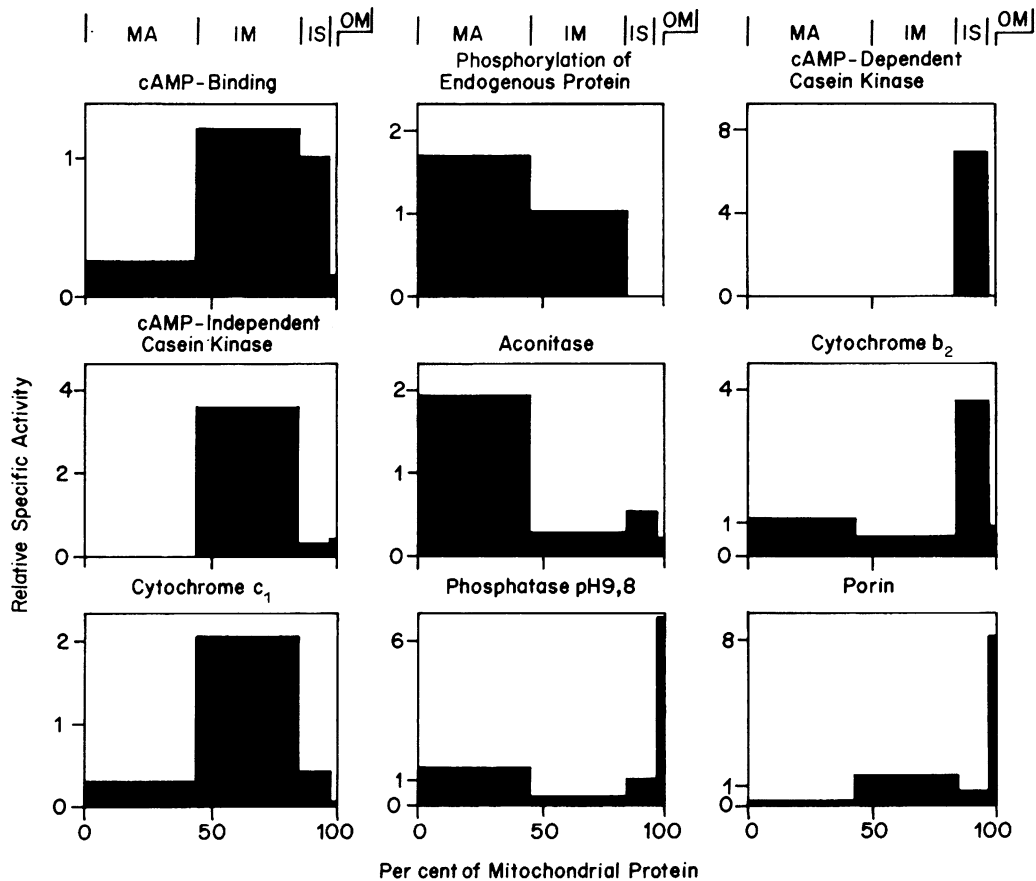 MA IM IS OM MA IM IS OM MA IM IS OM
cAMP-Binding
Phosphorylation of
Endogenous Protein
cAMP-Dependent
Casein Kinase
1
0
2
1
0
8
4
0
cAMP-Independent
Casein Kinase
Aconitase
Cytochrome b2
4
2
0
2
1
0
4
1
0
Cytochrome c1
Phosphatase pH9,8
Porin
2
1
0
6
1
0
8
1
0
0 50 100 0 50 100 0 50 100
Relative Specific Activity
Per cent of Mitochondrial Protein